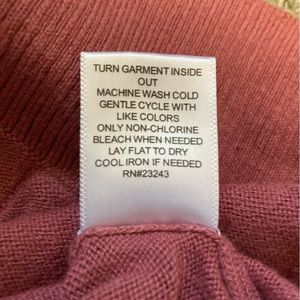 TURN GARMENT INSIDE
OUT
MACHINE WASH COLD
GENTLE CYCLE WITH
LIKE COLORS
ONLY NON-CHLORINE
BLEACH WHEN NEEDED
LAY FLAT TO DRY
COOL IRON IF NEEDED
RN#23243